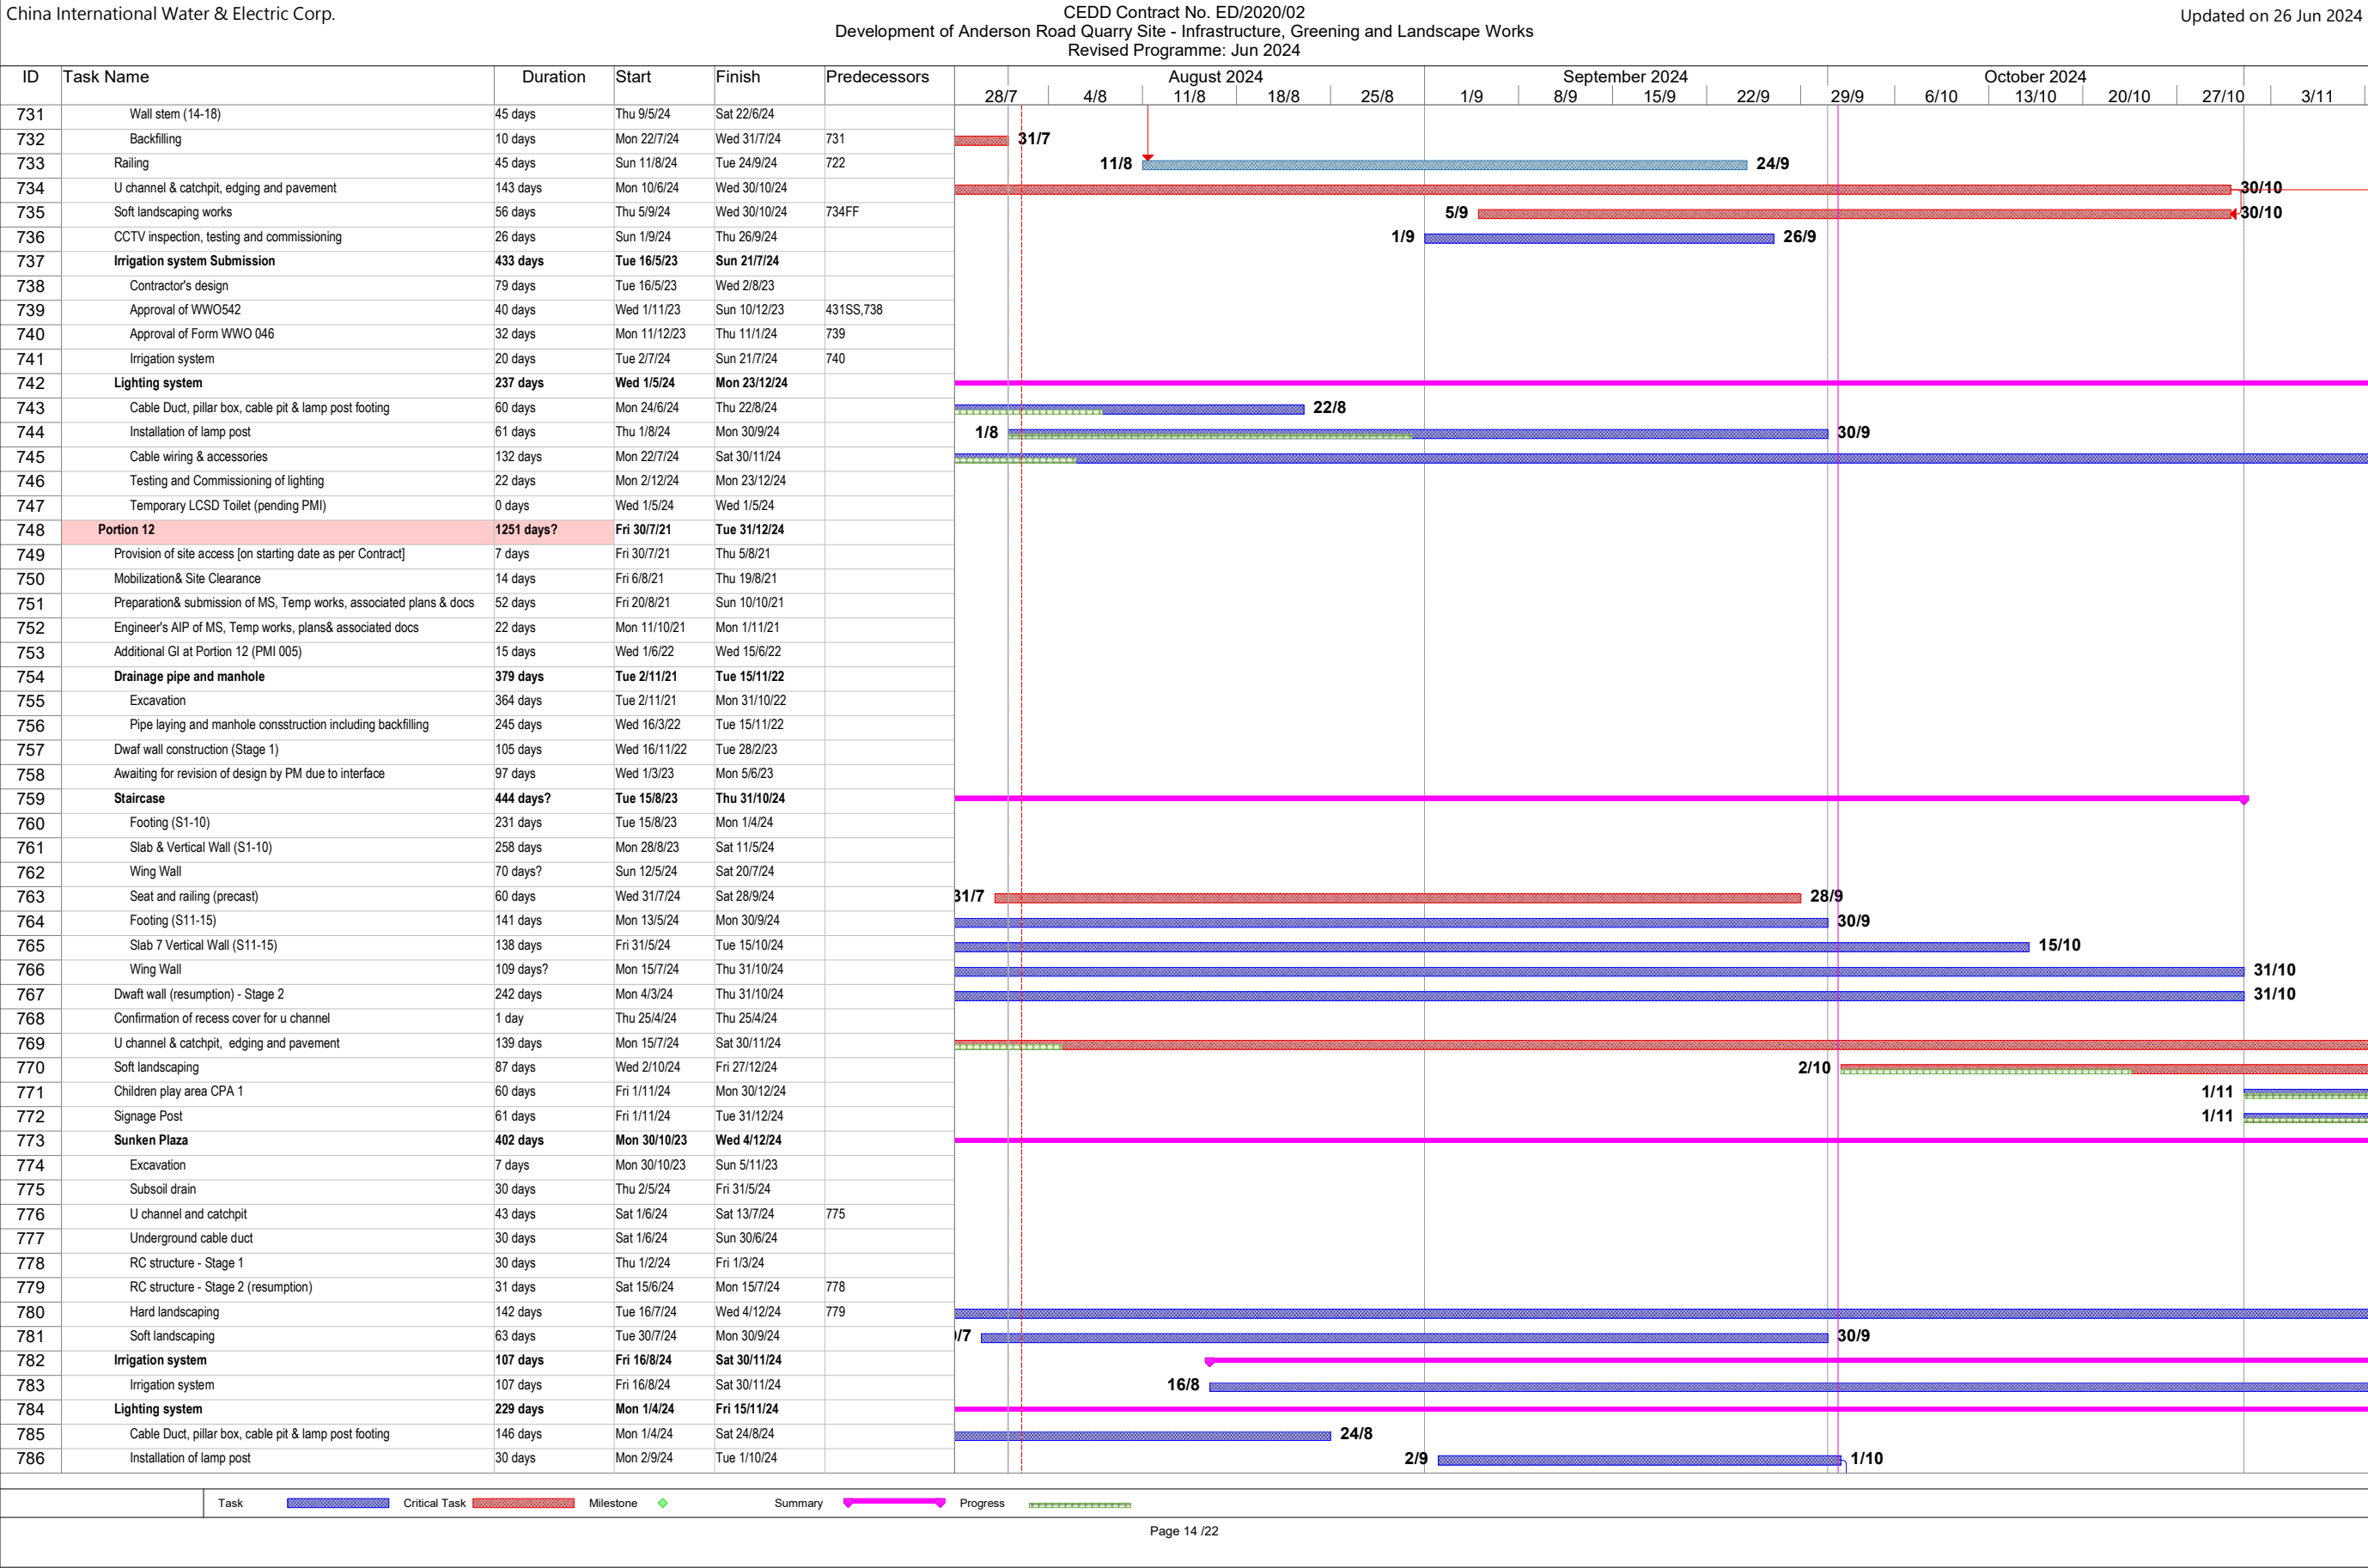 China International Water & Electric Corp.
CEDD Contract No. ED/2020/02
Development of Anderson Road Quarry Site - Infrastructure, Greening and Landscape Works
Revised Programme: Jun 2024
Updated on 26 Jun 2024
ID Task Name Duration Start Finish Predecessors August 2024 September 2024 October 2024
28/7 4/8 11/8 18/8 25/8 1/9 8/9 15/9 22/9 29/9 6/10 13/10 20/10 27/10 3/11
731 Wall stem (14-18) 45 days Thu 9/5/24 Sat 22/6/24
732 Backfilling 10 days Mon 22/7/24 Wed 31/7/24 731 31/7
733 Railing 45 days Sun 11/8/24 Tue 24/9/24 722 11/8 24/9
734 U channel & catchpit, edging and pavement 143 days Mon 10/6/24 Wed 30/10/24 30/10
735 Soft landscaping works 56 days Thu 5/9/24 Wed 30/10/24 734FF 5/9 30/10
736 CCTV inspection, testing and commissioning 26 days Sun 1/9/24 Thu 26/9/24 1/9 26/9
737 Irrigation system Submission 433 days Tue 16/5/23 Sun 21/7/24
738 Contractor's design 79 days Tue 16/5/23 Wed 2/8/23
739 Approval of WWO542 40 days Wed 1/11/23 Sun 10/12/23 431SS,738
740 Approval of Form WWO 046 32 days Mon 11/12/23 Thu 11/1/24 739
741 Irrigation system 20 days Tue 2/7/24 Sun 21/7/24 740
742 Lighting system 237 days Wed 1/5/24 Mon 23/12/24
743 Cable Duct, pillar box, cable pit & lamp post footing 60 days Mon 24/6/24 Thu 22/8/24 22/8
744 Installation of lamp post 61 days Thu 1/8/24 Mon 30/9/24 1/8 30/9
745 Cable wiring & accessories 132 days Mon 22/7/24 Sat 30/11/24
746 Testing and Commissioning of lighting 22 days Mon 2/12/24 Mon 23/12/24
747 Temporary LCSD Toilet (pending PMI) 0 days Wed 1/5/24 Wed 1/5/24
748 Portion 12 1251 days? Fri 30/7/21 Tue 31/12/24
749 Provision of site access [on starting date as per Contract] 7 days Fri 30/7/21 Thu 5/8/21
750 Mobilization& Site Clearance 14 days Fri 6/8/21 Thu 19/8/21
751 Preparation& submission of MS, Temp works, associated plans & docs 52 days Fri 20/8/21 Sun 10/10/21
752 Engineer's AIP of MS, Temp works, plans& associated docs 22 days Mon 11/10/21 Mon 1/11/21
753 Additional GI at Portion 12 (PMI 005) 15 days Wed 1/6/22 Wed 15/6/22
754 Drainage pipe and manhole 379 days Tue 2/11/21 Tue 15/11/22
755 Excavation 364 days Tue 2/11/21 Mon 31/10/22
756 Pipe laying and manhole consstruction including backfilling 245 days Wed 16/3/22 Tue 15/11/22
757 Dwaf wall construction (Stage 1) 105 days Wed 16/11/22 Tue 28/2/23
758 Awaiting for revision of design by PM due to interface 97 days Wed 1/3/23 Mon 5/6/23
759 Staircase 444 days? Tue 15/8/23 Thu 31/10/24
760 Footing (S1-10) 231 days Tue 15/8/23 Mon 1/4/24
761 Slab & Vertical Wall (S1-10) 258 days Mon 28/8/23 Sat 11/5/24
762 Wing Wall 70 days? Sun 12/5/24 Sat 20/7/24
763 Seat and railing (precast) 60 days Wed 31/7/24 Sat 28/9/24 31/7 28/9
764 Footing (S11-15) 141 days Mon 13/5/24 Mon 30/9/24 30/9
765 Slab 7 Vertical Wall (S11-15) 138 days Fri 31/5/24 Tue 15/10/24 15/10
766 Wing Wall 109 days? Mon 15/7/24 Thu 31/10/24 31/10
767 Dwaft wall (resumption) - Stage 2 242 days Mon 4/3/24 Thu 31/10/24 31/10
768 Confirmation of recess cover for u channel 1 day Thu 25/4/24 Thu 25/4/24
769 U channel & catchpit, edging and pavement 139 days Mon 15/7/24 Sat 30/11/24
770 Soft landscaping 87 days Wed 2/10/24 Fri 27/12/24 2/10
771 Children play area CPA 1 60 days Fri 1/11/24 Mon 30/12/24 1/11
772 Signage Post 61 days Fri 1/11/24 Tue 31/12/24 1/11
773 Sunken Plaza 402 days Mon 30/10/23 Wed 4/12/24
774 Excavation 7 days Mon 30/10/23 Sun 5/11/23
775 Subsoil drain 30 days Thu 2/5/24 Fri 31/5/24
776 U channel and catchpit 43 days Sat 1/6/24 Sat 13/7/24 775
777 Underground cable duct 30 days Sat 1/6/24 Sun 30/6/24
778 RC structure - Stage 1 30 days Thu 1/2/24 Fri 1/3/24
779 RC structure - Stage 2 (resumption) 31 days Sat 15/6/24 Mon 15/7/24 778
780 Hard landscaping 142 days Tue 16/7/24 Wed 4/12/24 779
781 Soft landscaping 63 days Tue 30/7/24 Mon 30/9/24 /7 30/9
782 Irrigation system 107 days Fri 16/8/24 Sat 30/11/24
783 Irrigation system 107 days Fri 16/8/24 Sat 30/11/24 16/8
784 Lighting system 229 days Mon 1/4/24 Fri 15/11/24
785 Cable Duct, pillar box, cable pit & lamp post footing 146 days Mon 1/4/24 Sat 24/8/24 24/8
786 Installation of lamp post 30 days Mon 2/9/24 Tue 1/10/24 2/9 1/10
Task Critical Task Milestone Summary Progress
Page 14 /22